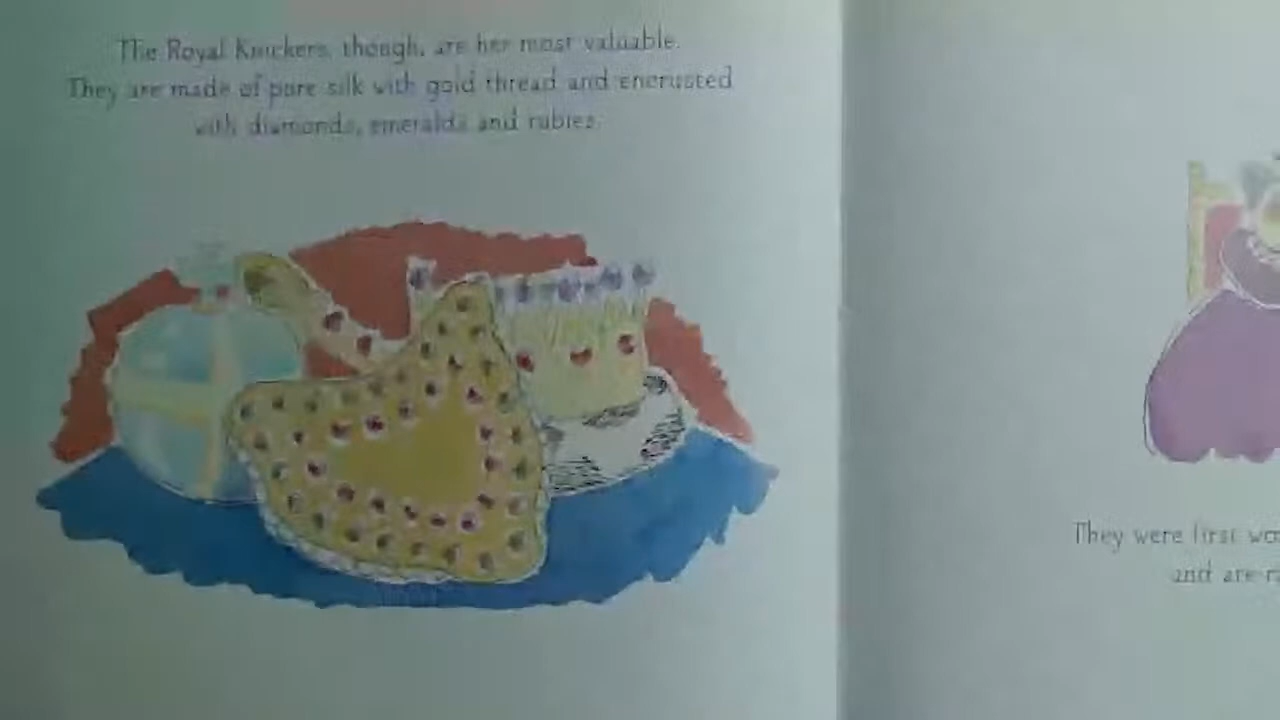 The Royal Knickers, though, are her most valuable.
They are made of pure silk with gold thread and encrusted
with diamonds, emeralds and rubies.
They were first
and are